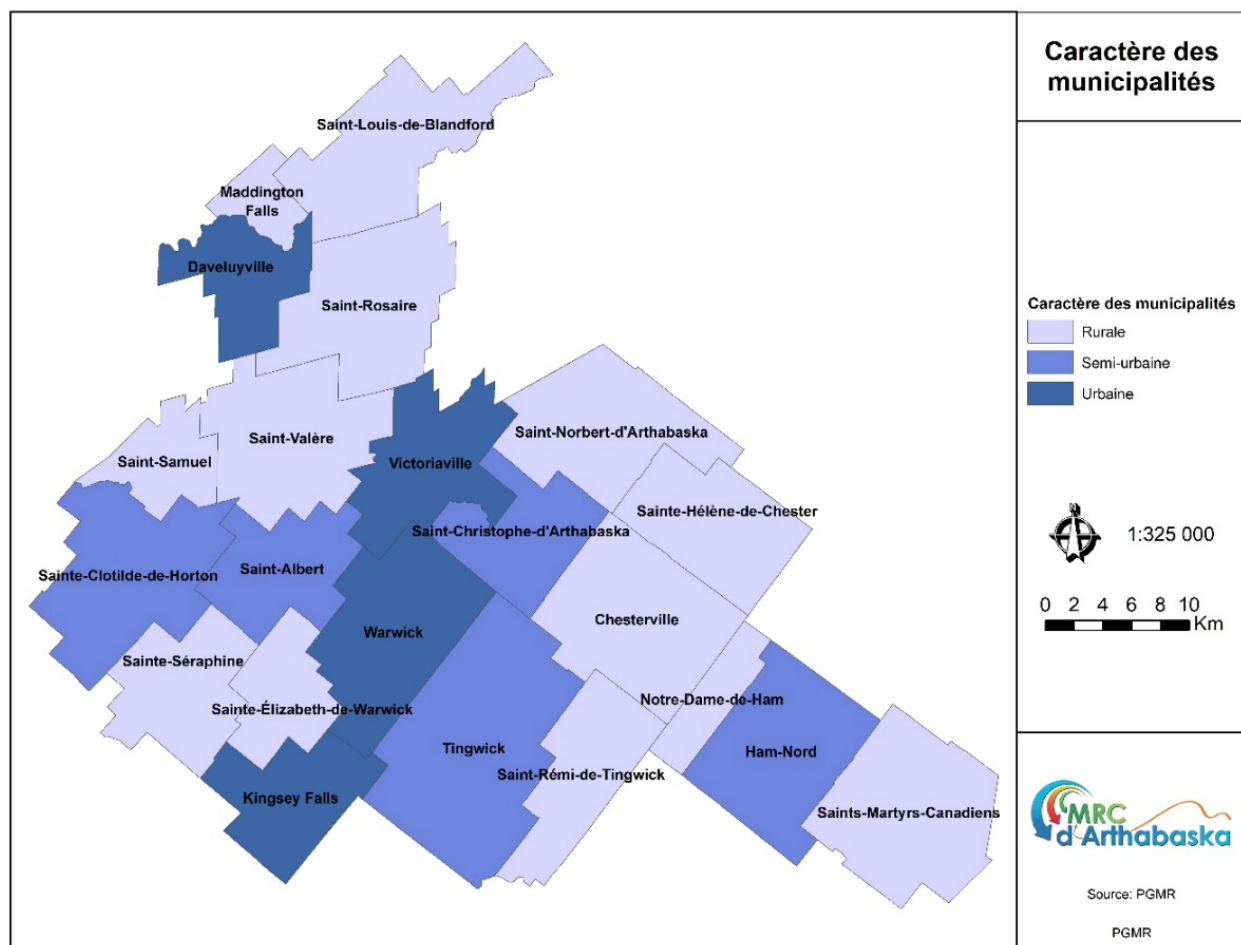 Saint-Louis-de-Blandford
Maddington
Falls
Daveluyville
Saint-Rosaire
Saint-Norbert-d'Arthabaska
Saint-Valère
Saint-Samuel
Victoriaville
Sainte-Hélène-de-Chester
Saint-Christophe-d'Arthabaska
Sainte-Clotilde-de-Horton
Saint-Albert
Chesterville
Warwick
Sainte-Séraphine
Notre-Dame-de-Ham
Sainte-Élizabeth-de-Warwick
Tingwick
Ham-Nord
Saint-Rémi-de-Tingwick
Kingsey Falls
Saints-Martyrs-Canadiens
Caractère des
municipalités
Caractère des municipalités
Rurale
Semi-urbaine
Urbaine
1:325 000
0 2 4 6 8 10
Km
MRC
d'Arthabaska
Source: PGMR
PGMR